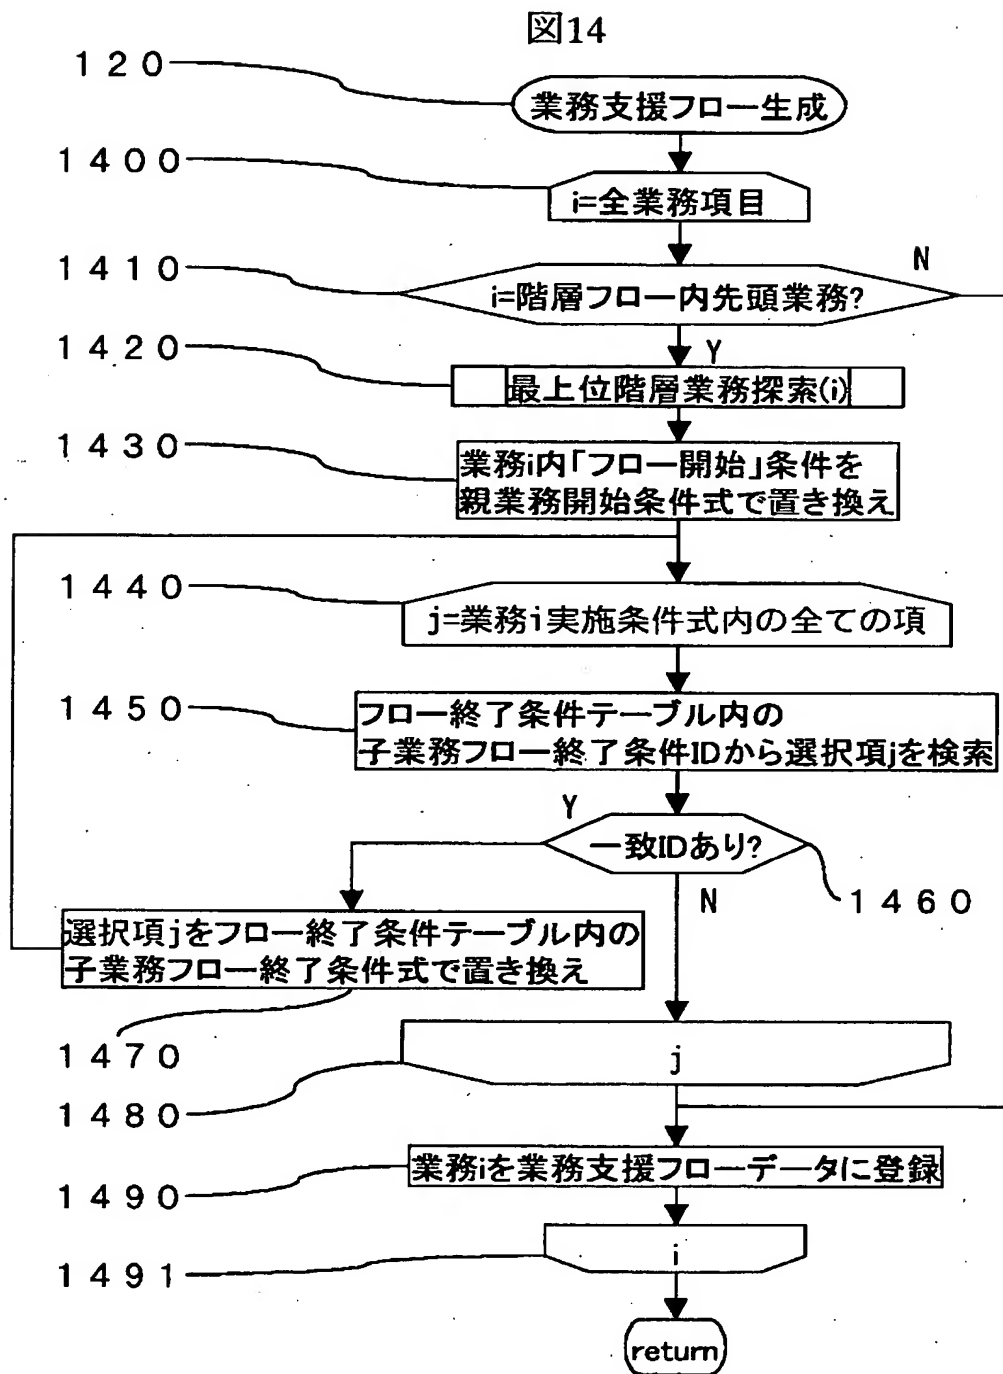 図14
120
業務支援フロー生成
1400
i=全業務項目
1410
N
i=階層フロー内先頭業務?
1420
Y
最上位階層業務探索(i)
1430
業務i内「フロー開始」条件を
親業務開始条件式で置き換え
1440
j=業務i実施条件式内の全ての項
1450
フロー終了条件テーブル内の
子業務フロー終了条件IDから選択項jを検索
Y
一致IDあり?
N
1460
選択項jをフロー終了条件テーブル内の
子業務フロー終了条件式で置き換え
1470
j
1480
業務iを業務支援フローデータに登録
1490
i
1491
return